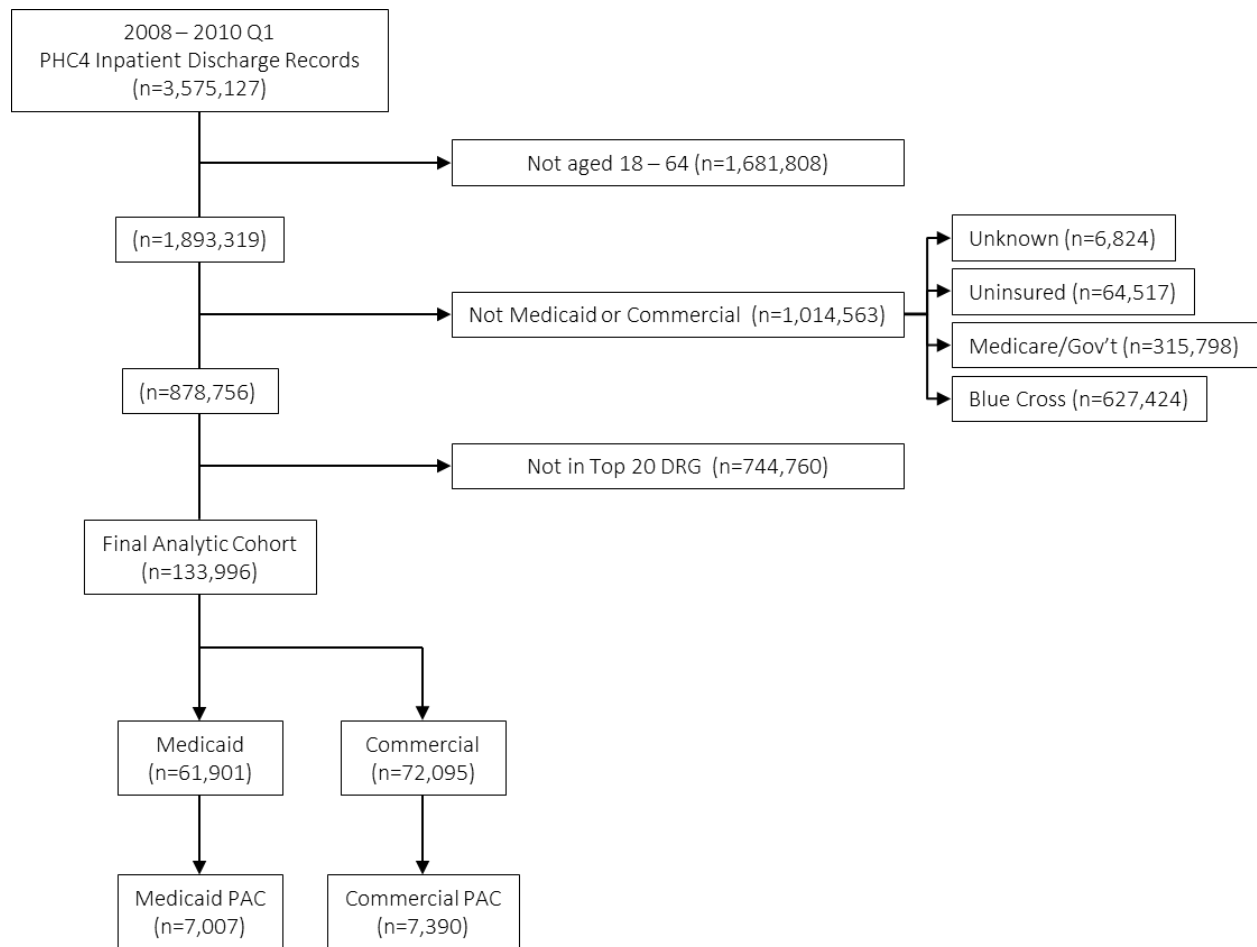 2008 – 2010 Q1
PHC4 Inpatient Discharge Records
(n=3,575,127)
Not aged 18 – 64 (n=1,681,808)
(n=1,893,319)
Not Medicaid or Commercial (n=1,014,563)
Unknown (n=6,824)
Uninsured (n=64,517)
Medicare/Gov’t (n=315,798)
Blue Cross (n=627,424)
(n=878,756)
Not in Top 20 DRG (n=744,760)
Final Analytic Cohort
(n=133,996)
Medicaid
(n=61,901)
Commercial
(n=72,095)
Medicaid PAC
(n=7,007)
Commercial PAC
(n=7,390)